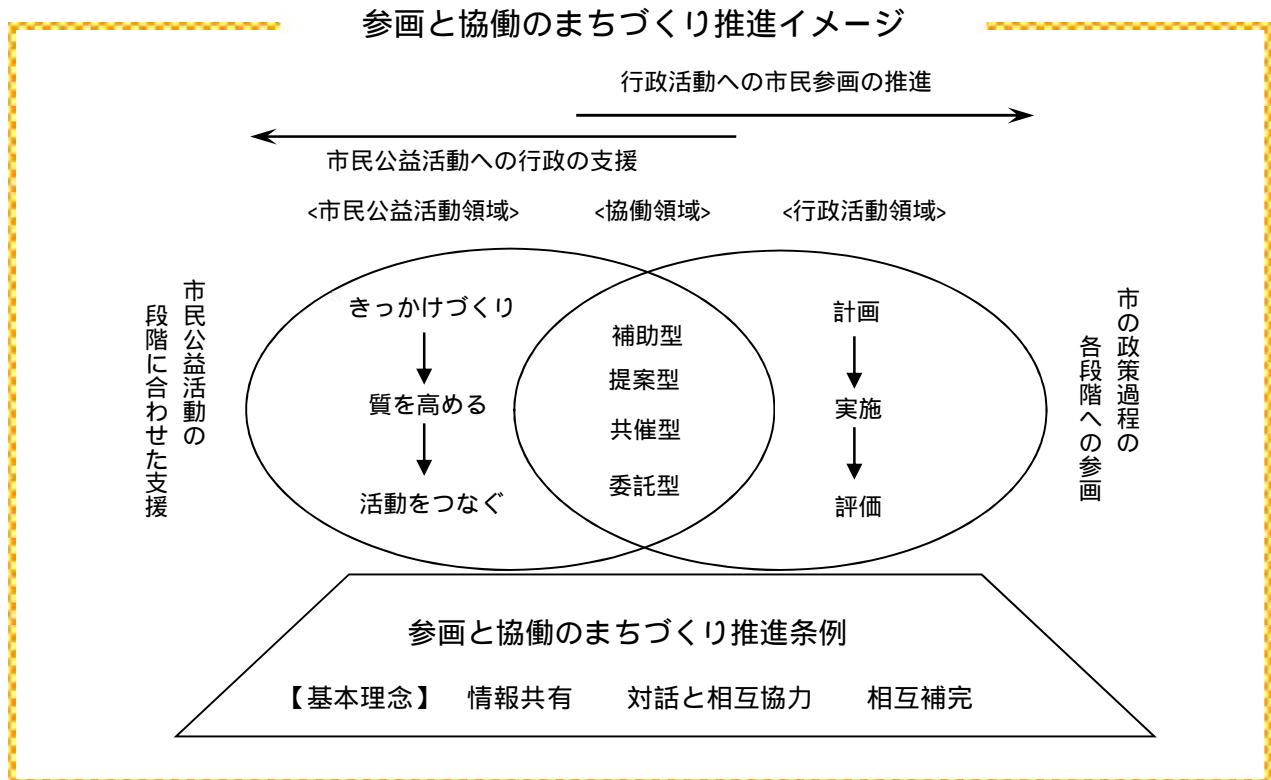 参画と協働のまちづくり推進イメージ
行政活動への市民参画の推進
市民公益活動への行政の支援
<市民公益活動領域>
<協働領域>
<行政活動領域>
市民公益活動の
段階に合わせた支援
きっかけづくり
質を高める
活動をつなぐ
補助型
提案型
共催型
委託型
計画
実施
評価
市の政策過程の
各段階への参画
参画と協働のまちづくり推進条例
【基本理念】 情報共有 対話と相互協力 相互補完